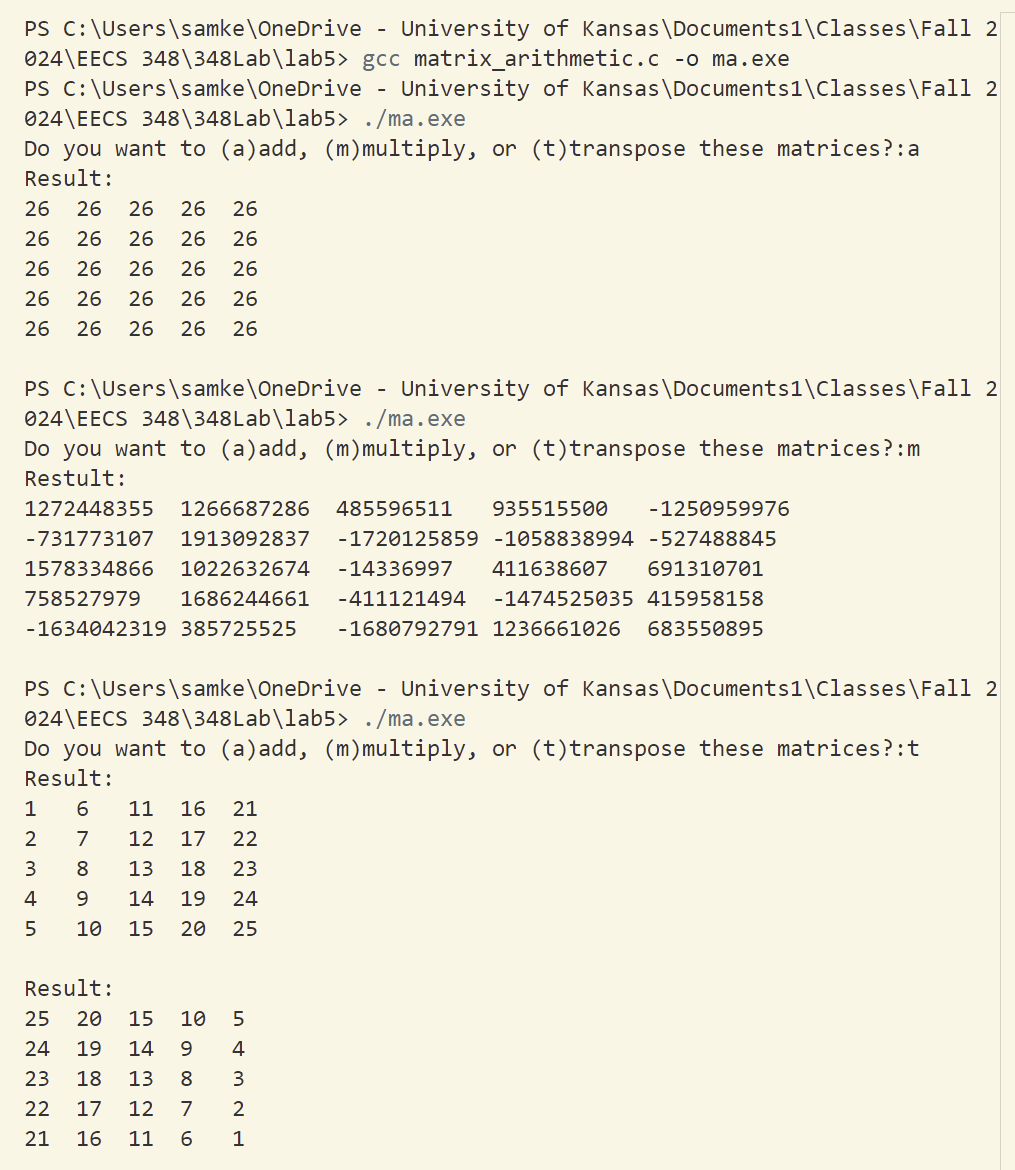 PS C:\Users\samke\OneDrive - University of Kansas\Documents1\Classes\Fall 2
024\EECS 348\348Lab\lab5> gcc matrix_arithmetic.c -o ma.exe
PS C:\Users\samke\OneDrive - University of Kansas\Documents1\Classes\Fall 2
024\EECS 348\348Lab\lab5> ./ma.exe
Do you want to (a)add, (m)multiply, or (t)transpose these matrices?:a
Result:
26  26  26  26  26
26  26  26  26  26
26  26  26  26  26
26  26  26  26  26
26  26  26  26  26

PS C:\Users\samke\OneDrive - University of Kansas\Documents1\Classes\Fall 2
024\EECS 348\348Lab\lab5> ./ma.exe
Do you want to (a)add, (m)multiply, or (t)transpose these matrices?:m
Restult:
1272448355  1266687286  485596511   935515500   -1250959976
-731773107  1913092837  -1720125859 -1058838994 -527488845
1578334866  1022632674  -14336997   411638607   691310701
758527979   1686244661  -411121494  -1474525035 415958158
-1634042319 385725525   -1680792791 1236661026  683550895

PS C:\Users\samke\OneDrive - University of Kansas\Documents1\Classes\Fall 2
024\EECS 348\348Lab\lab5> ./ma.exe
Do you want to (a)add, (m)multiply, or (t)transpose these matrices?:t
Result:
1   6   11  16  21
2   7   12  17  22
3   8   13  18  23
4   9   14  19  24
5   10  15  20  25

Result:
25  20  15  10  5
24  19  14  9   4
23  18  13  8   3
22  17  12  7   2
21  16  11  6   1